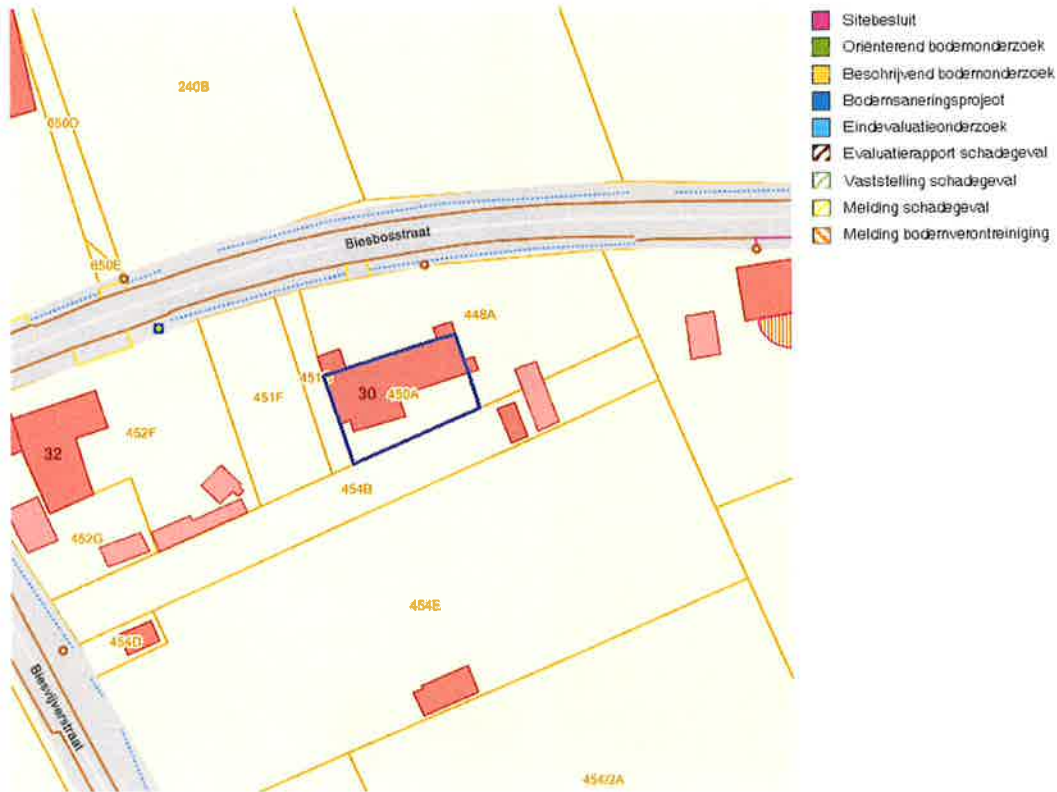 Sitebesluit
Oriënterend bodemonderzoek
Beschrijvend bodemonderzoek
Bodemsaneringsproject
Eindevaluatieonderzoek
Evaluatierapport schadegeval
Vaststelling schadegeval
Melding schadegeval
Melding bodemverontreiniging
240B
650D
Biesbosstraat
650E
448A
451
30
450A
451F
452F
32
454B
452G
454E
454D
Biesvijverstraat
454/2A